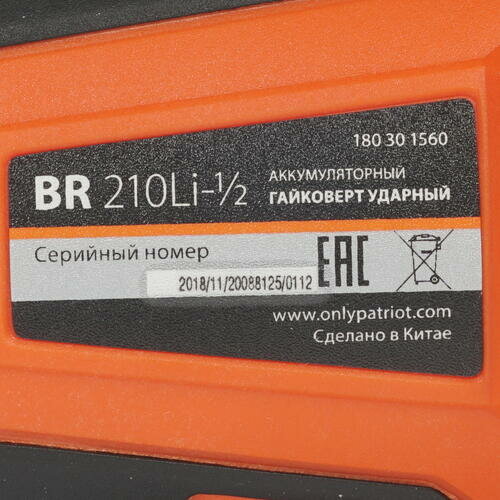 180 30 1560
BR 210Li-½ АККУМУЛЯТОРНЫЙ
ГАЙКОВЕРТ УДАРНЫЙ
Серийный номер
2018/11/20088125/0112
EAC
www.onlypatriot.com
Сделано в Китае